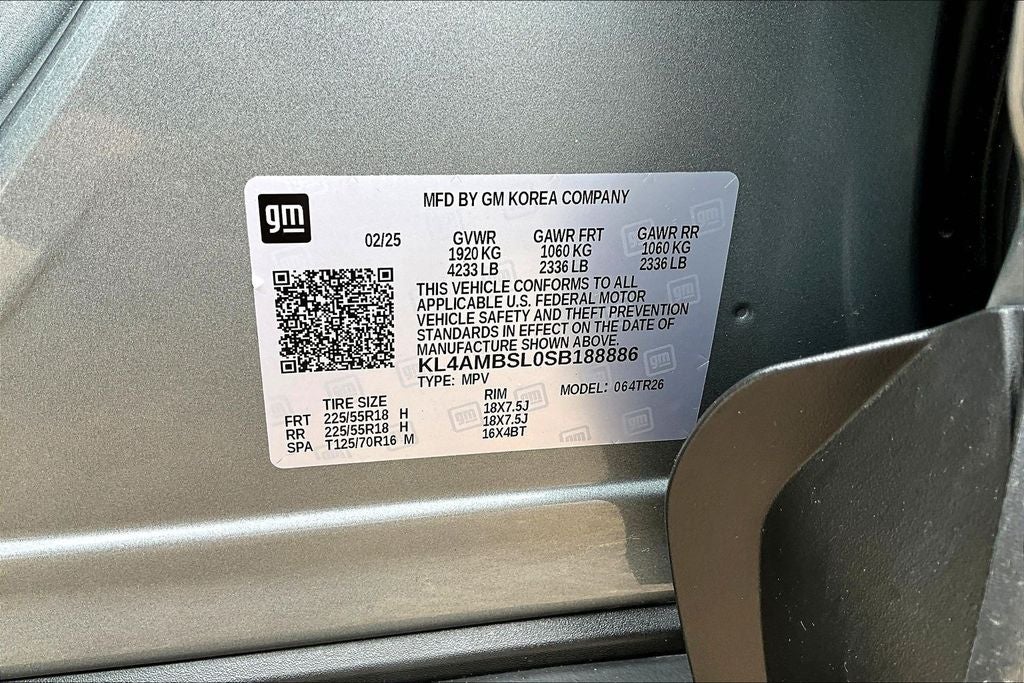 gm
MFD BY GM KOREA COMPANY
02/25 GVWR GAWR FRT GAWR RR
1920 KG 1060 KG 1060 KG
4233 LB 2336 LB 2336 LB
THIS VEHICLE CONFORMS TO ALL
APPLICABLE U.S. FEDERAL MOTOR
VEHICLE SAFETY AND THEFT PREVENTION
STANDARDS IN EFFECT ON THE DATE OF
MANUFACTURE SHOWN ABOVE.
KL4AMBSL0SB188886
TYPE: MPV MODEL: 064TR26
TIRE SIZE RIM
FRT 225/55R18 H 18X7.5J
RR 225/55R18 H 18X7.5J
SPA T125/70R16 M 16X4BT